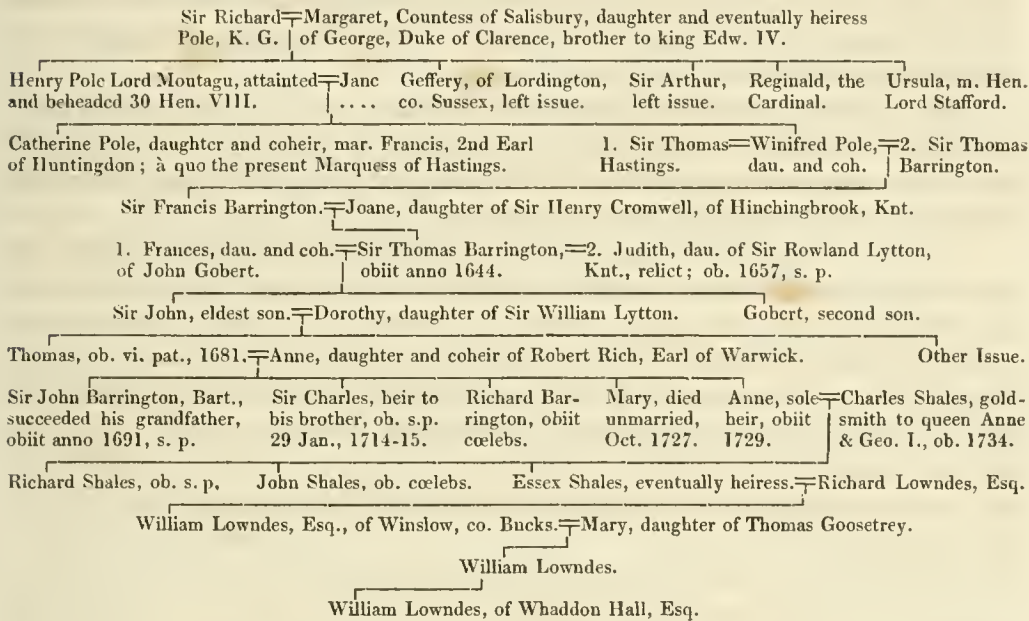 Sir Richard Margaret, Countess of Salisbury, daughter and eventually heiress
Pole, K. G. of George, Duke of Clarence, brother to king Edw. IV.
Henry Pole Lord Montagu, attainted Jane Geffery, of Lordington, Sir Arthur, Reginald, the Ursula, m. Hen.
and beheaded 30 Hen. VIII. .... co. Sussex, left issue. left issue. Cardinal. Lord Stafford.
Catherine Pole, daughter and coheir, mar. Francis, 2nd Earl 1. Sir Thomas=Winifred Pole, 2. Sir Thomas
of Huntingdon; à quo the present Marquess of Hastings. Hastings. dau. and coh. Barrington.
Sir Francis Barrington. Joane, daughter of Sir Henry Cromwell, of Hinchingbrook, Knt.
1. Frances, dau. and coh. Sir Thomas Barrington,=2. Judith, dau. of Sir Rowland Lytton,
of John Gobert. obiit anno 1644. Knt., relict; ob. 1657, s. p.
Sir John, eldest son. Dorothy, daughter of Sir William Lytton. Gobert, second son.
Thomas, ob. vi. pat., 1681. Anne, daughter and coheir of Robert Rich, Earl of Warwick. Other Issue.
Sir John Barrington, Bart., Sir Charles, heir to Richard Bar- Mary, died Anne, sole Charles Shales, gold-
succeeded his grandfather, bis brother, ob. s.p. rington, obiit unmarried, heir, obiit smith to queen Anne
obiit anno 1691, s. p. 29 Jan., 1714-15. cœlebs. Oct. 1727. 1729. & Geo. I., ob. 1734.
Richard Shales, ob. s. p, John Shales, ob. cœlebs. Essex Shales, eventually heiress. Richard Lowndes, Esq.
William Lowndes, Esq., of Winslow, co. Bucks. Mary, daughter of Thomas Goosetrey.
William Lowndes.
William Lowndes, of Whaddon Hall, Esq.